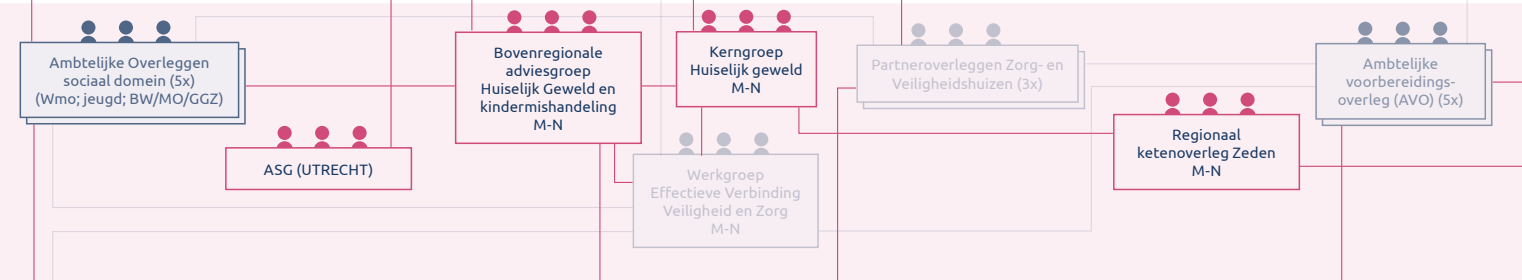 Ambtelijke Overleggen
sociaal domein (5x)
(Wmo; jeugd; BW/MO/GGZ)
ASG (UTRECHT)
Bovenregionale
adviesgroep
Huiselijk Geweld en
kindermishandeling
M-N
Kerngroep
Huiselijk geweld
M-N
Werkgroep
Effectieve Verbinding
Veiligheid en Zorg
M-N
Partneroverleggen Zorg- en
Veiligheidshuizen (3x)
Regionaal
ketenoverleg Zeden
M-N
Ambtelijke
voorbereidings-
overleg (AVO) (5x)